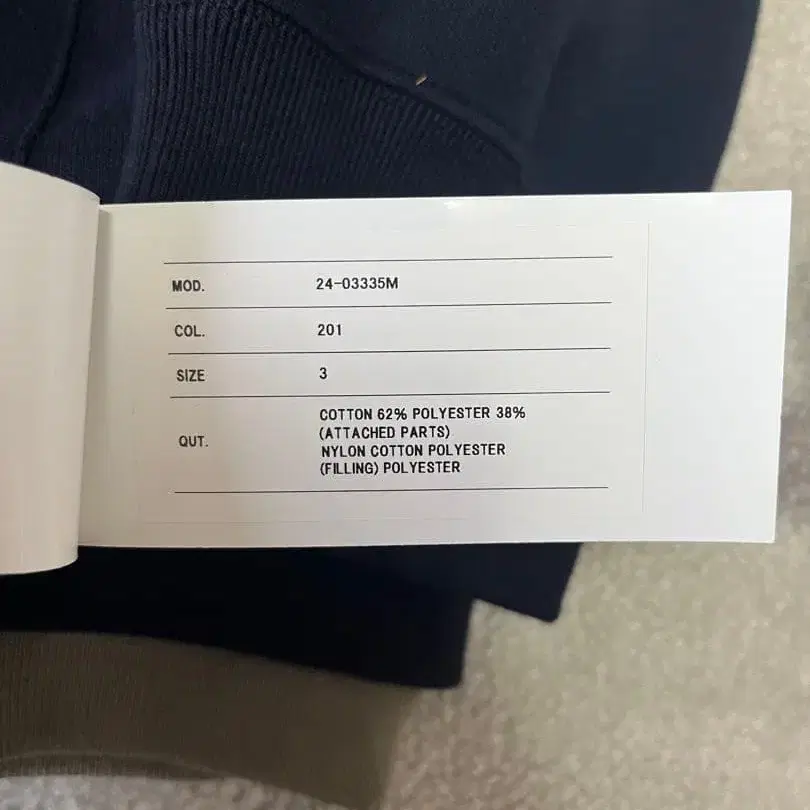 MOD. 24-03335M
COL. 201
SIZE 3
QUT. COTTON 62% POLYESTER 38%
(ATTACHED PARTS)
NYLON COTTON POLYESTER
(FILLING) POLYESTER